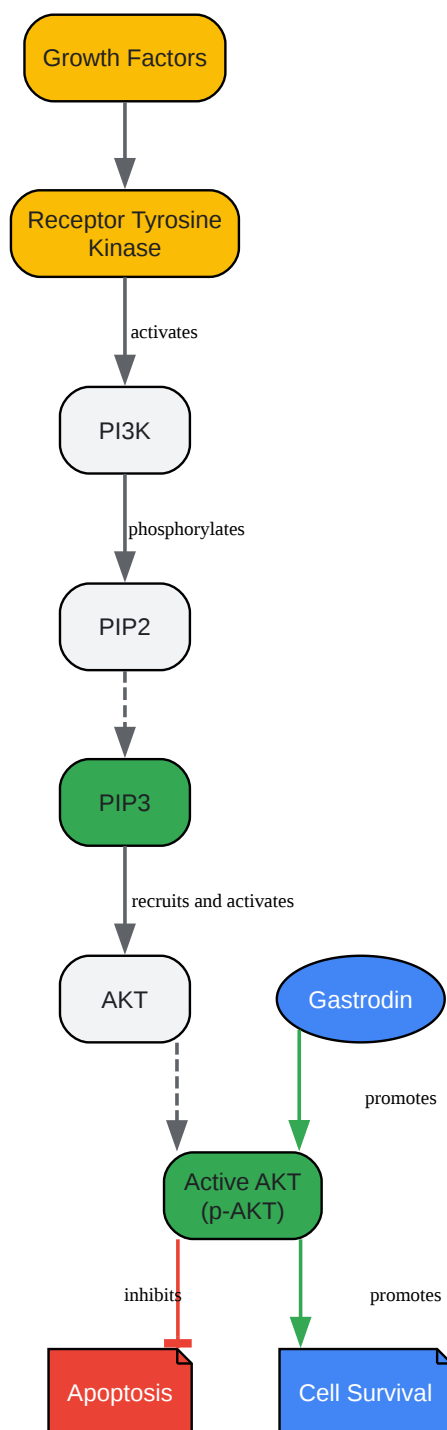 Growth Factors
Receptor Tyrosine
Kinase
activates
PI3K
phosphorylates
PIP2
PIP3
recruits and activates
AKT
Gastrodin
promotes
Active AKT
(p-AKT)
inhibits
promotes
Apoptosis
Cell Survival